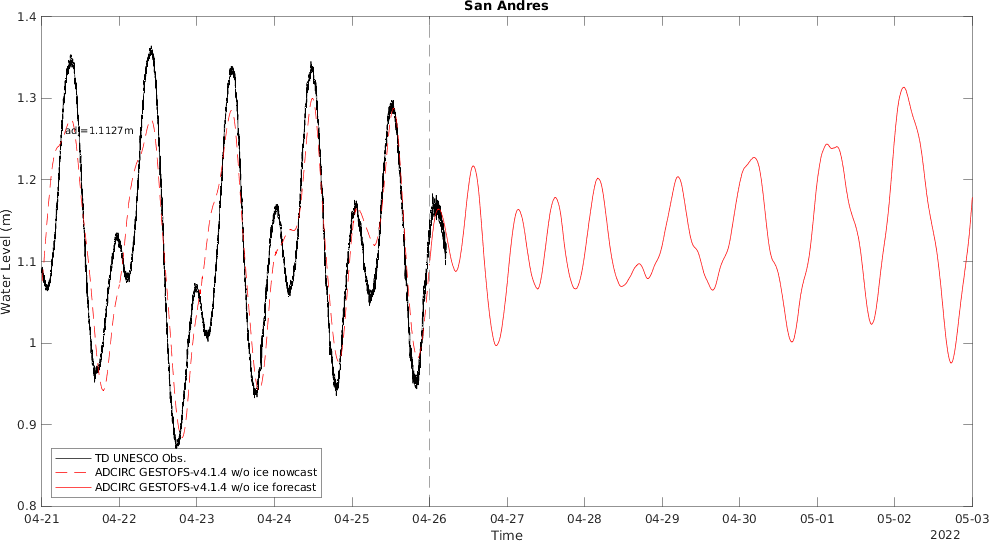 San Andres
1.4
1.3
1.2
1.1
1
0.9
0.8
Water Level (m)
ad =1.1127m
TD UNESCO Obs.
ADCIRC GESTOFS-v4.1.4 w/o ice nowcast
ADCIRC GESTOFS-v4.1.4 w/o ice forecast
04-21 04-22 04-23 04-24 04-25 04-26 04-27 04-28 04-29 04-30 05-01 05-02 05-03
Time
2022